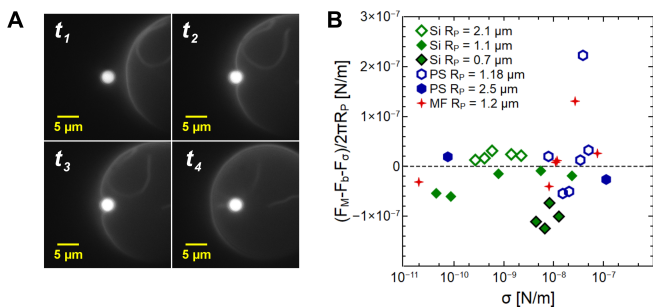 A
t1
t2
5 µm
5 µm
t3
t4
5 µm
5 µm
B
(FM-Fb-Fσ)/2πRP [N/m]
3×10⁻⁷
2×10⁻⁷
1×10⁻⁷
0
−1×10⁻⁷
Si RP = 2.1 µm
Si RP = 1.1 µm
Si RP = 0.7 µm
PS RP = 1.18 µm
PS RP = 2.5 µm
MF RP = 1.2 µm
10⁻¹¹ 10⁻¹⁰ 10⁻⁹ 10⁻⁸ 10⁻⁷
σ [N/m]